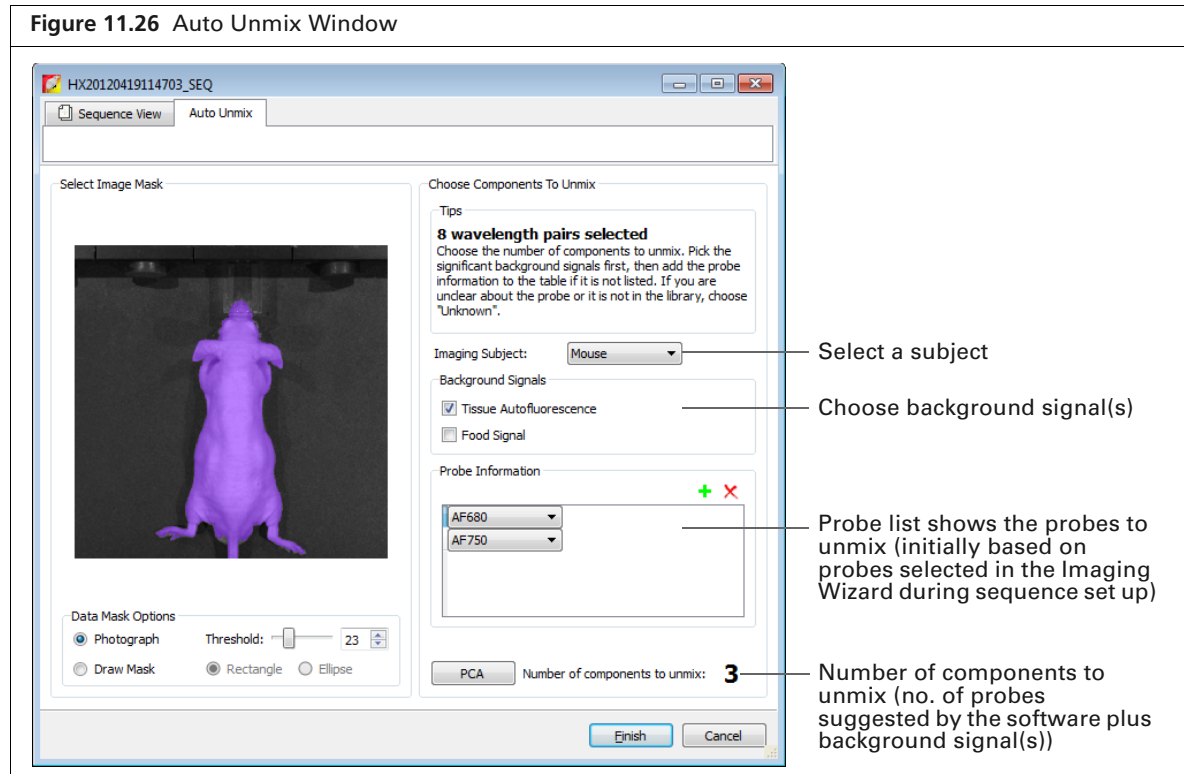 Figure 11.26 Auto Unmix Window
HX20120419114703_SEQ
Sequence View
Auto Unmix
Select Image Mask
Data Mask Options
Photograph
Threshold:
23
Draw Mask
Rectangle
Ellipse
Choose Components To Unmix
Tips
8 wavelength pairs selected
Choose the number of components to unmix. Pick the
significant background signals first, then add the probe
information to the table if it is not listed. If you are
unclear about the probe or it is not in the library, choose
"Unknown".
Imaging Subject:
Mouse
Background Signals
Tissue Autofluorescence
Food Signal
Probe Information
AF680
AF750
PCA
Number of components to unmix:
3
Finish
Cancel
Select a subject
Choose background signal(s)
Probe list shows the probes to
unmix (initially based on
probes selected in the Imaging
Wizard during sequence set up)
Number of components to
unmix (no. of probes
suggested by the software plus
background signal(s))